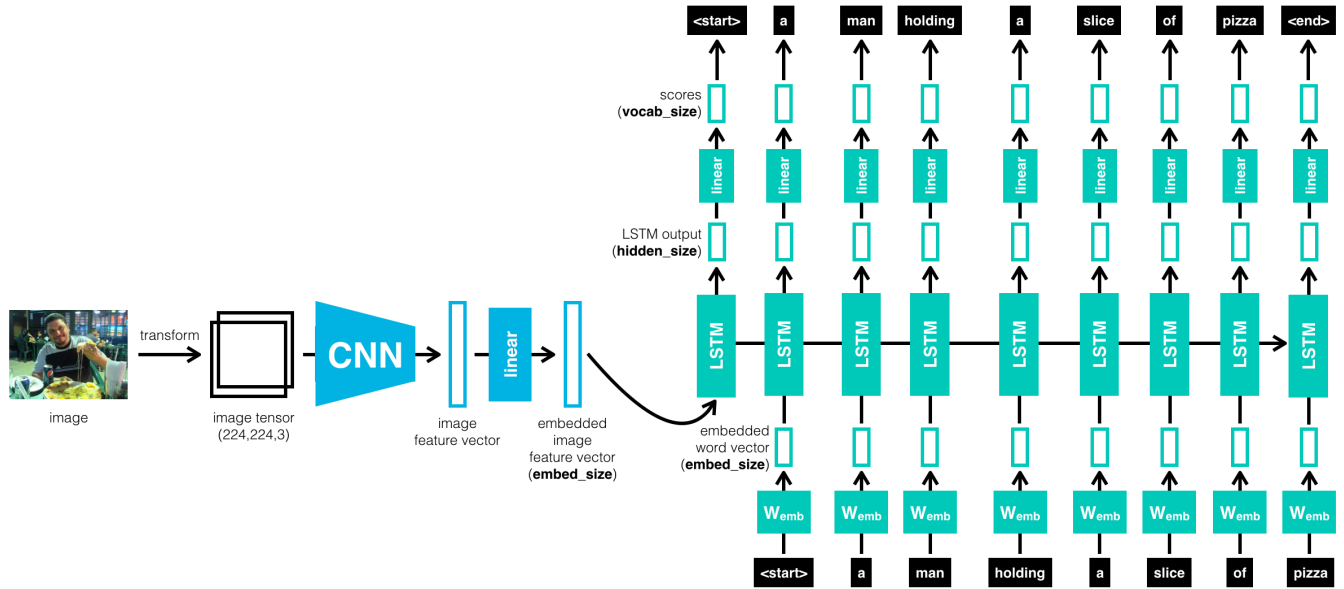 <start> a man holding a slice of pizza <end>
scores
(vocab_size)
linear linear linear linear linear linear linear linear linear
LSTM output
(hidden_size)
LSTM LSTM LSTM LSTM LSTM LSTM LSTM LSTM LSTM
transform
CNN
linear
image
image tensor
(224,224,3)
image
feature vector
embedded
image
feature vector
(embed_size)
embedded
word vector
(embed_size)
Wemb Wemb Wemb Wemb Wemb Wemb Wemb Wemb
<start> a man holding a slice of pizza